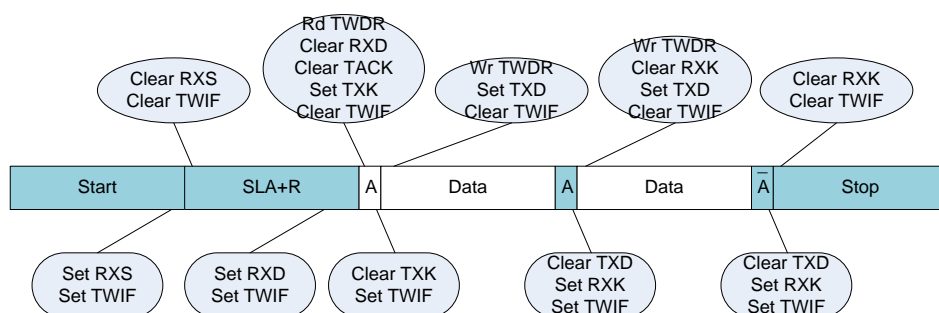 Rd TWDR
Clear RXD
Clear TACK
Set TXK
Clear TWIF
Clear RXS
Clear TWIF
Wr TWDR
Set TXD
Clear TWIF
Wr TWDR
Clear RXK
Set TXD
Clear TWIF
Clear RXK
Clear TWIF
Start SLA+R A Data A Data A̅ Stop
Set RXS
Set TWIF
Set RXD
Set TWIF
Clear TXK
Set TWIF
Clear TXD
Set RXK
Set TWIF
Clear TXD
Set RXK
Set TWIF